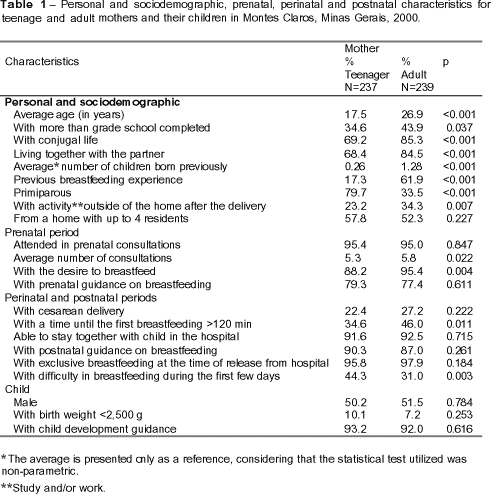 Table 1 – Personal and sociodemographic, prenatal, perinatal and postnatal characteristics for
teenage and adult mothers and their children in Montes Claros, Minas Gerais, 2000.
Mother
Characteristics % % p
Teenager Adult
N=237 N=239
Personal and sociodemographic
Average age (in years) 17.5 26.9 <0.001
With more than grade school completed 34.6 43.9 0.037
With conjugal life 69.2 85.3 <0.001
Living together with the partner 68.4 84.5 <0.001
Average* number of children born previously 0.26 1.28 <0.001
Previous breastfeeding experience 17.3 61.9 <0.001
Primiparous 79.7 33.5 <0.001
With activity**outside of the home after the delivery 23.2 34.3 0.007
From a home with up to 4 residents 57.8 52.3 0.227
Prenatal period
Attended in prenatal consultations 95.4 95.0 0.847
Average number of consultations 5.3 5.8 0.022
With the desire to breastfeed 88.2 95.4 0.004
With prenatal guidance on breastfeeding 79.3 77.4 0.611
Perinatal and postnatal periods
With cesarean delivery 22.4 27.2 0.222
With a time until the first breastfeeding >120 min 34.6 46.0 0.011
Able to stay together with child in the hospital 91.6 92.5 0.715
With postnatal guidance on breastfeeding 90.3 87.0 0.261
With exclusive breastfeeding at the time of release from hospital 95.8 97.9 0.184
With difficulty in breastfeeding during the first few days 44.3 31.0 0.003
Child
Male 50.2 51.5 0.784
With birth weight <2,500 g 10.1 7.2 0.253
With child development guidance 93.2 92.0 0.616
* The average is presented only as a reference, considering that the statistical test utilized was
non-parametric.
**Study and/or work.